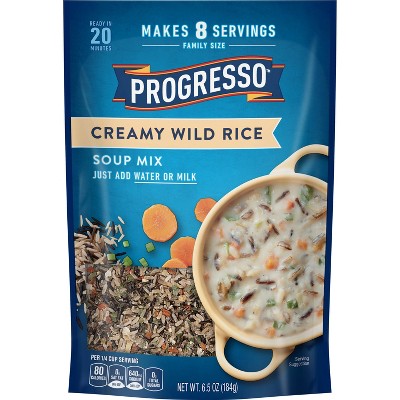 READY IN
20
MINUTES
MAKES 8 SERVINGS
FAMILY SIZE
PROGRESSO™
CREAMY WILD RICE
SOUP MIX
JUST ADD WATER OR MILK
PER 1/4 CUP SERVING
80
CALORIES
0g
SAT FAT
640mg
SODIUM
0g
TOTAL
SUGARS
Serving
Suggestion
NET WT. 6.5 OZ (184g)